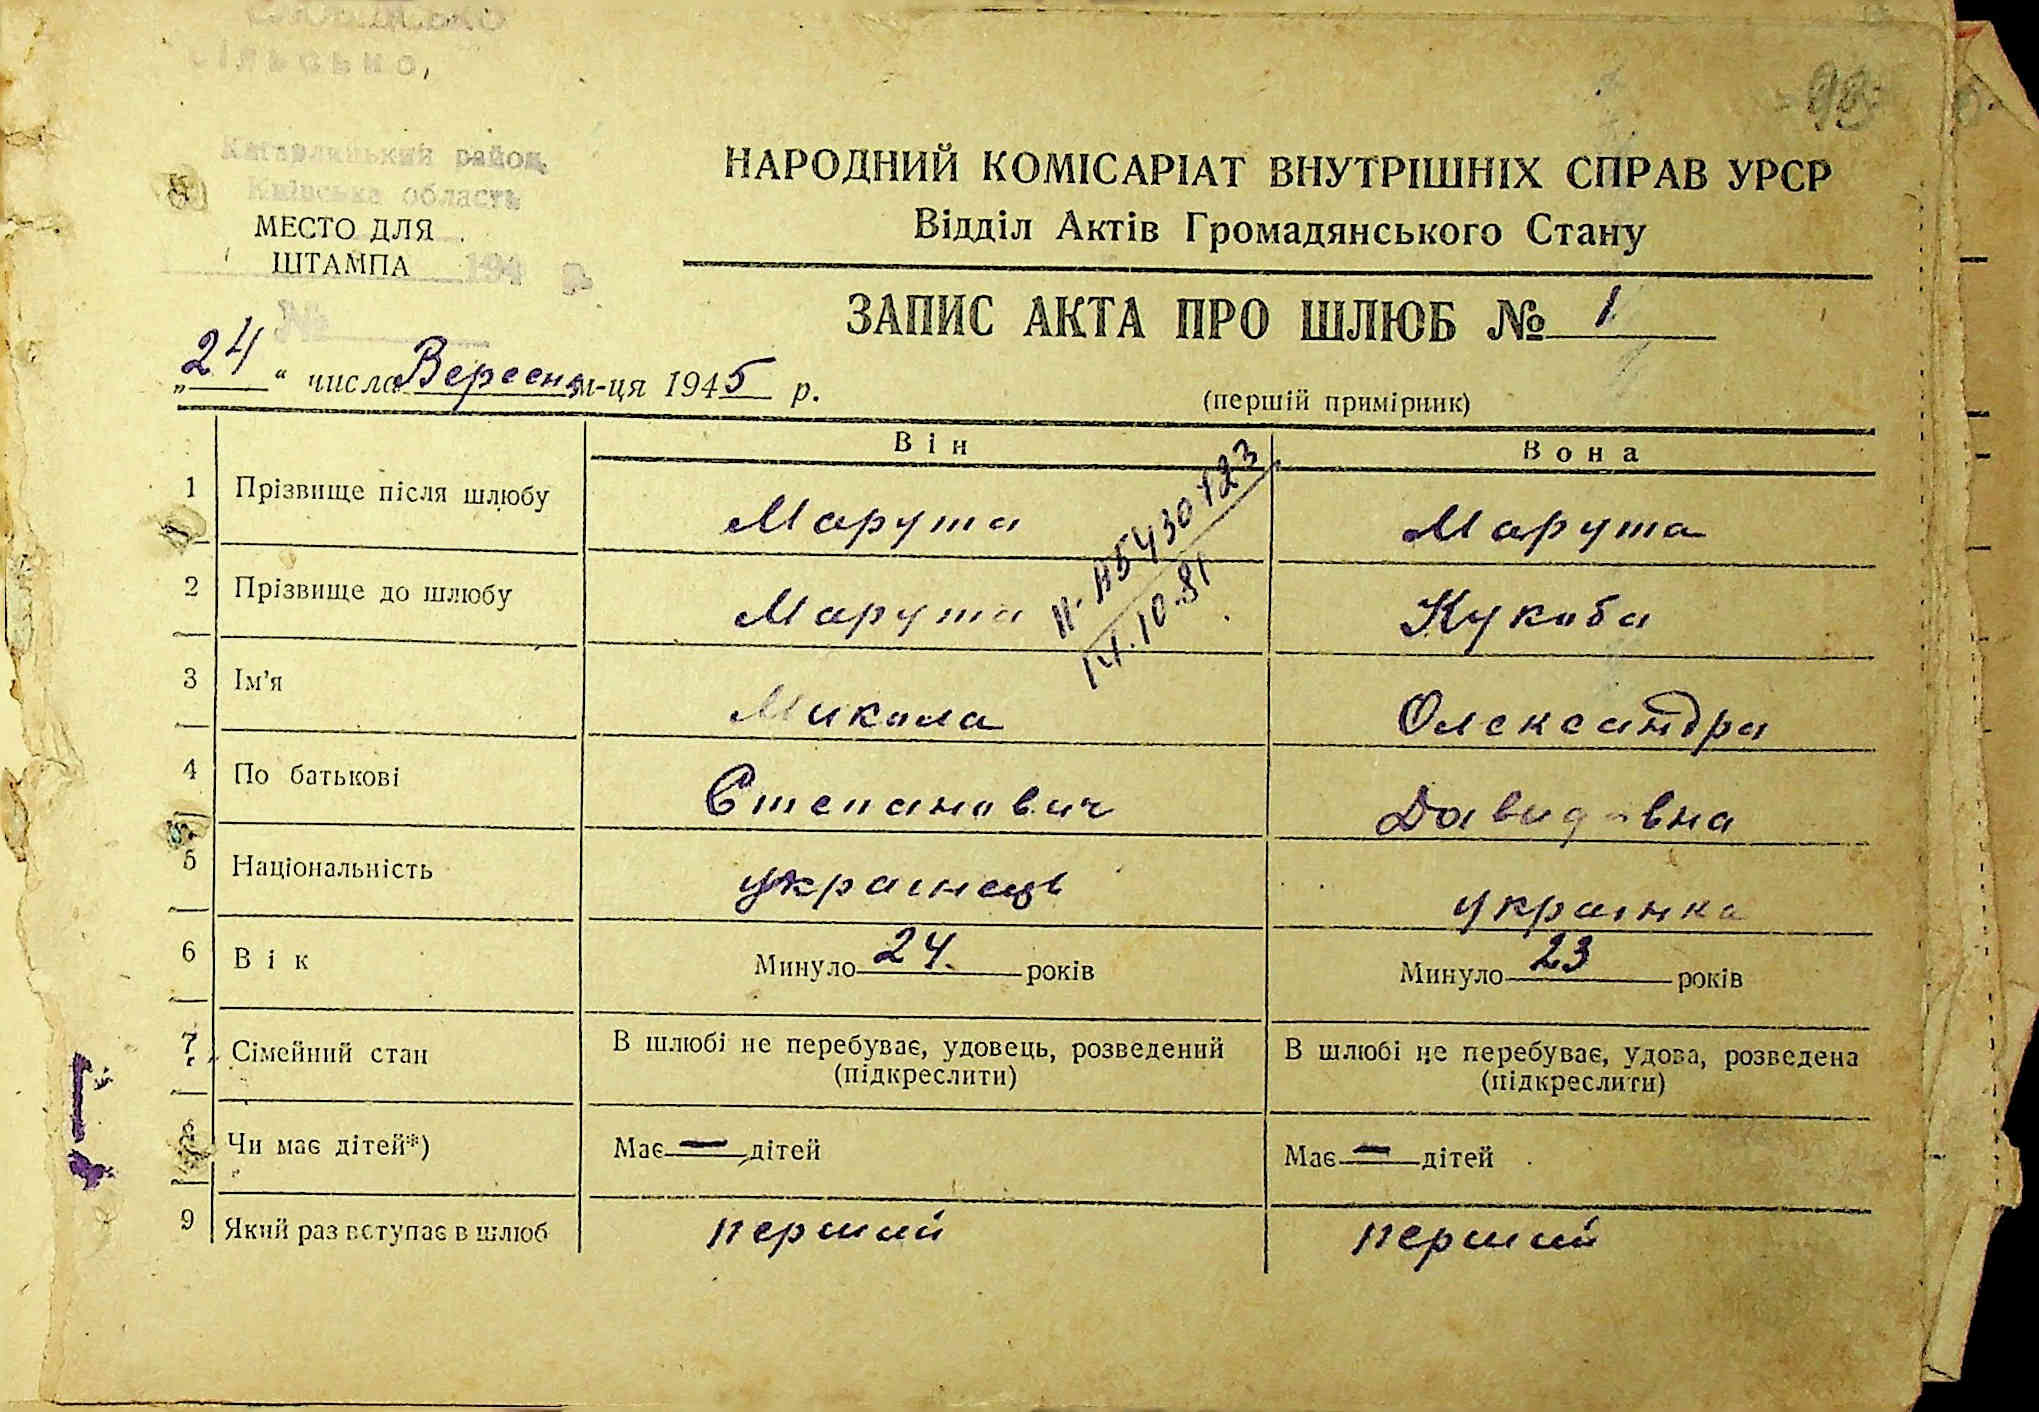 Кагарлицький район,
Київська область
МЕСТО ДЛЯ
ШТАМПА 194 р.
№
НАРОДНИЙ КОМІСАРІАТ ВНУТРІШНІХ СПРАВ УРСР
Відділ Актів Громадянського Стану
ЗАПИС АКТА ПРО ШЛЮБ № 1
„24“ числа Вересня м-ця 1945 р.
(перший примірник)
Він Вона
1 Прізвище після шлюбу Марута Марута
2 Прізвище до шлюбу Марута Кукоба
14.10.81
3 Ім’я Микола Олександра
4 По батькові Степанович Давидовна
5 Національність українець українка
6 Вік Минуло 24. років Минуло 23 років
7 Сімейний стан В шлюбі не перебуває, удовець, розведений (підкреслити) В шлюбі не перебуває, удова, розведена (підкреслити)
8 Чи має дітей*) Має — дітей Має — дітей
9 Який раз вступає в шлюб перший перший